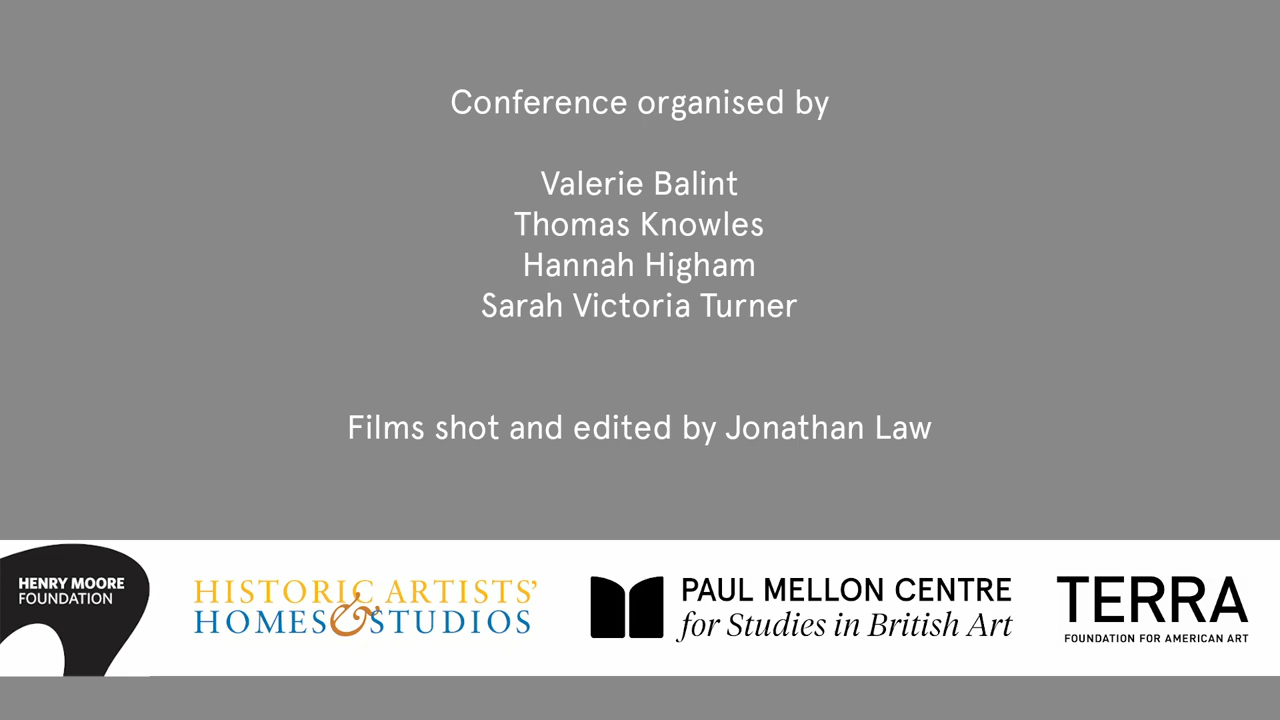 Conference organised by
Valerie Balint
Thomas Knowles
Hannah Higham
Sarah Victoria Turner
Films shot and edited by Jonathan Law
HENRY MOORE
FOUNDATION
HISTORIC ARTISTS'
HOMES & STUDIOS
PAUL MELLON CENTRE
for Studies in British Art
TERRA
FOUNDATION FOR AMERICAN ART